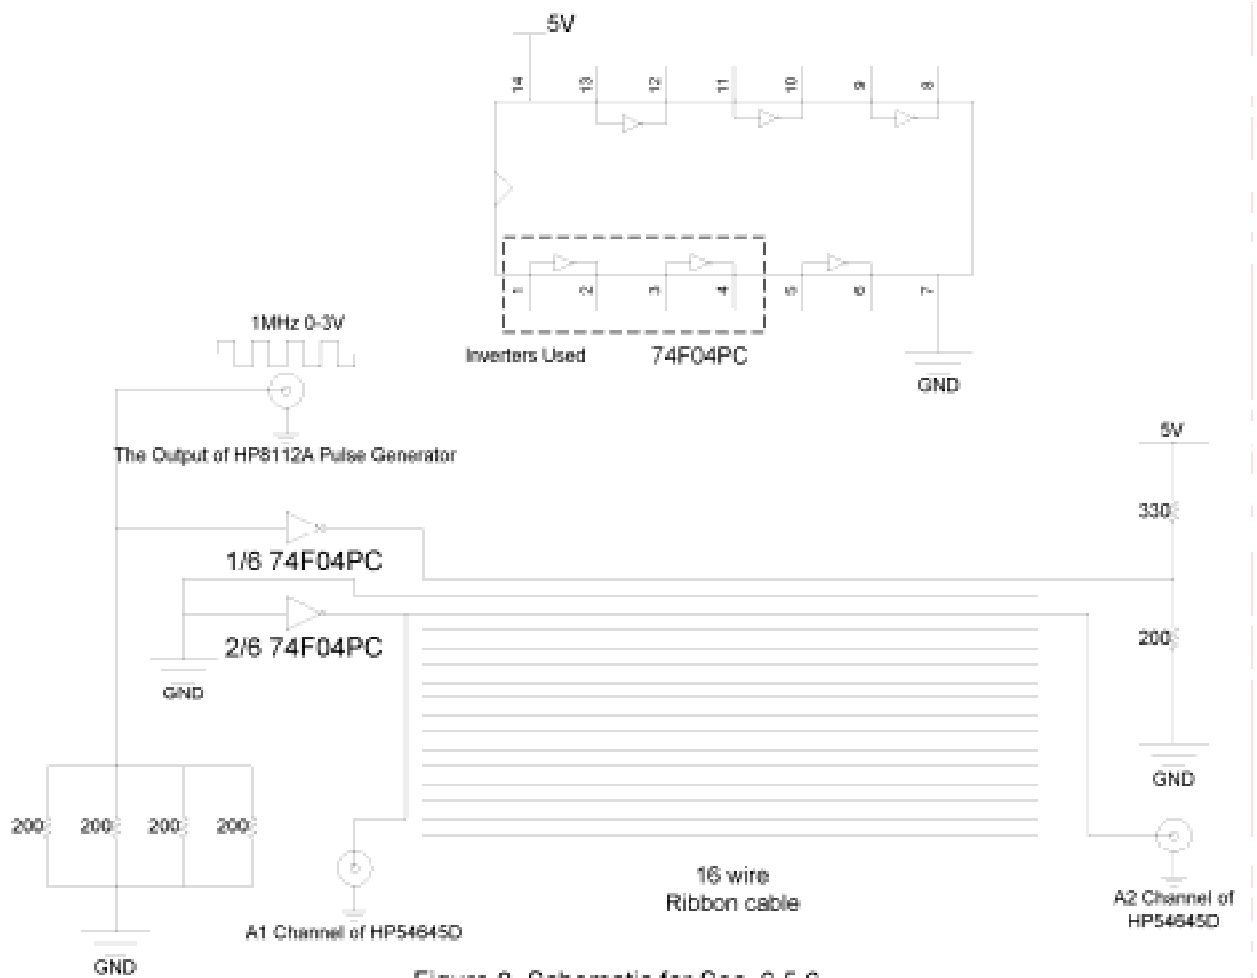 5V
14
13
12
11
10
9
8
1
2
3
4
5
6
7
Inverters Used
74F04PC
GND
1MHz 0-3V
The Output of HP8112A Pulse Generator
5V
330
1/6 74F04PC
2/6 74F04PC
200
GND
GND
200
200
200
200
16 wire
Ribbon cable
A1 Channel of HP54645D
A2 Channel of
HP54645D
GND